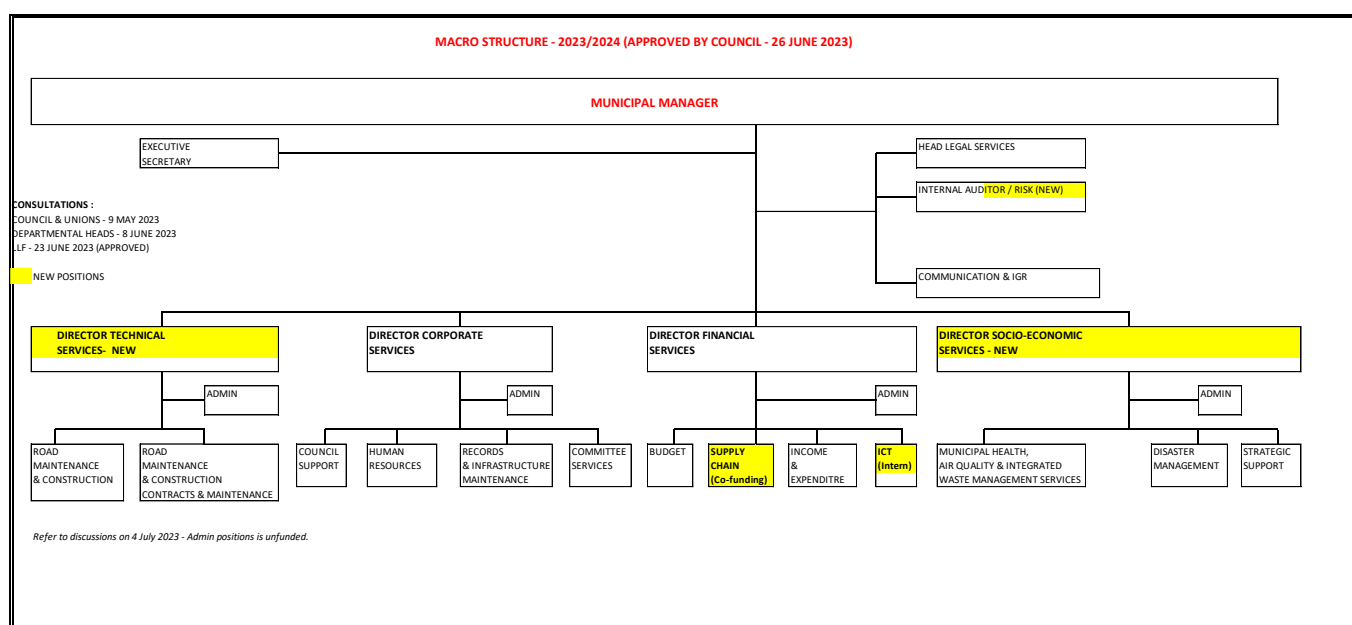 MACRO STRUCTURE - 2023/2024 (APPROVED BY COUNCIL - 26 JUNE 2023)
MUNICIPAL MANAGER
EXECUTIVE
SECRETARY
HEAD LEGAL SERVICES
INTERNAL AUDITOR / RISK (NEW)
CONSULTATIONS :
COUNCIL & UNIONS - 9 MAY 2023
DEPARTMENTAL HEADS - 8 JUNE 2023
LLF - 23 JUNE 2023 (APPROVED)
NEW POSITIONS
COMMUNICATION & IGR
DIRECTOR TECHNICAL
SERVICES- NEW
DIRECTOR CORPORATE
SERVICES
DIRECTOR FINANCIAL
SERVICES
DIRECTOR SOCIO-ECONOMIC
SERVICES - NEW
ADMIN
ADMIN
ADMIN
ADMIN
ROAD
MAINTENANCE
& CONSTRUCTION
ROAD
MAINTENANCE
& CONSTRUCTION
CONTRACTS & MAINTENANCE
COUNCIL
SUPPORT
HUMAN
RESOURCES
RECORDS
& INFRASTRUCTURE
MAINTENANCE
COMMITTEE
SERVICES
BUDGET
SUPPLY
CHAIN
(Co-funding)
INCOME
&
EXPENDITRE
ICT
(Intern)
MUNICIPAL HEALTH,
AIR QUALITY & INTEGRATED
WASTE MANAGEMENT SERVICES
DISASTER
MANAGEMENT
STRATEGIC
SUPPORT
Refer to discussions on 4 July 2023 - Admin positions is unfunded.